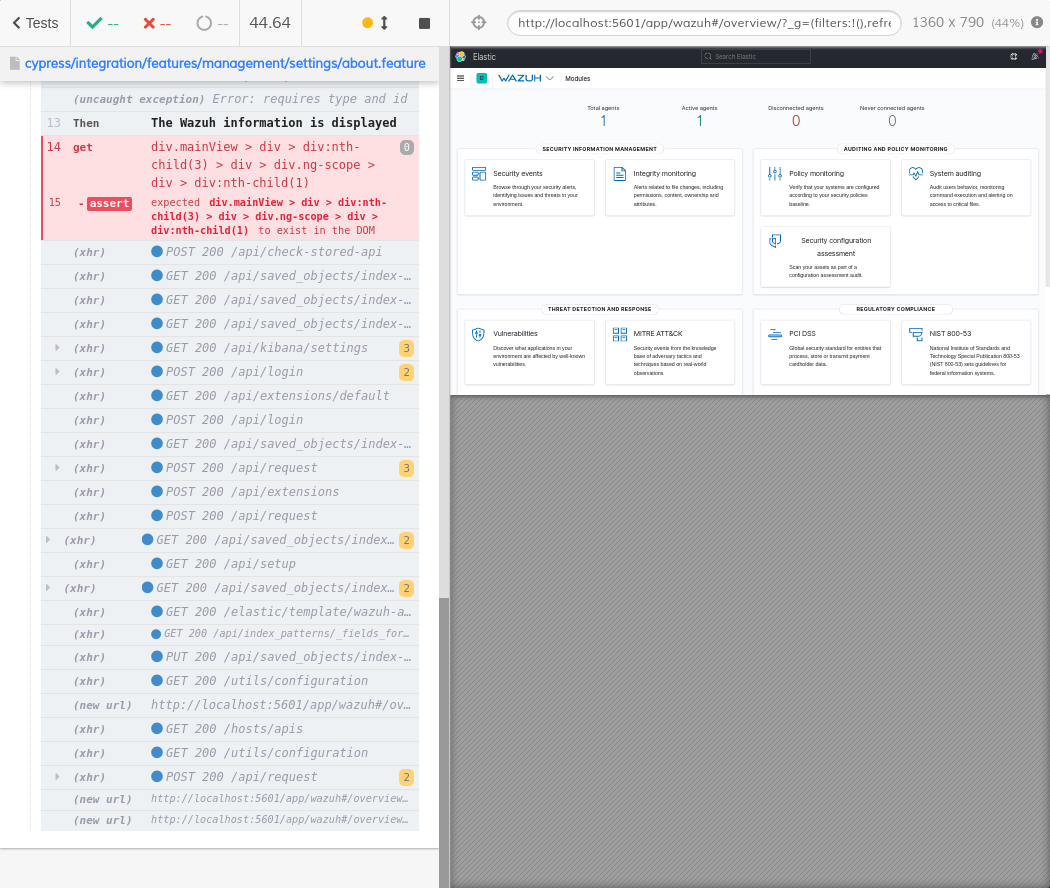 Tests
--
--
--
44.64
cypress/integration/features/management/settings/about.feature
(uncaught exception) Error: requires type and id
13 Then The Wazuh information is displayed
14 get div.mainView > div > div:nth-
child(3) > div > div.ng-scope >
div > div:nth-child(1)
0
15 - assert expected div.mainView > div > div:nth-
child(3) > div > div.ng-scope > div >
div:nth-child(1) to exist in the DOM
(xhr) POST 200 /api/check-stored-api
(xhr) GET 200 /api/saved_objects/index-…
(xhr) GET 200 /api/saved_objects/index-…
(xhr) GET 200 /api/saved_objects/index-…
(xhr) GET 200 /api/kibana/settings 3
(xhr) POST 200 /api/login 2
(xhr) GET 200 /api/extensions/default
(xhr) POST 200 /api/login
(xhr) GET 200 /api/saved_objects/index-…
(xhr) POST 200 /api/request 3
(xhr) POST 200 /api/extensions
(xhr) POST 200 /api/request
(xhr) GET 200 /api/saved_objects/index… 2
(xhr) GET 200 /api/setup
(xhr) GET 200 /api/saved_objects/index… 2
(xhr) GET 200 /elastic/template/wazuh-a…
(xhr) GET 200 /api/index_patterns/_fields_for…
(xhr) PUT 200 /api/saved_objects/index-…
(xhr) GET 200 /utils/configuration
(new url) http://localhost:5601/app/wazuh#/ov…
(xhr) GET 200 /hosts/apis
(xhr) GET 200 /utils/configuration
(xhr) POST 200 /api/request 2
(new url) http://localhost:5601/app/wazuh#/overview…
(new url) http://localhost:5601/app/wazuh#/overview…
http://localhost:5601/app/wazuh#/overview/?_g=(filters:!(),refre
1360 x 790 (44%)
Elastic
Search Elastic
D WAZUH Modules
Total agents
1
Active agents
1
Disconnected agents
0
Never connected agents
0
SECURITY INFORMATION MANAGEMENT
Security events
Browse through your security alerts,
identifying issues and threats in your
environment.
Integrity monitoring
Alerts related to file changes, including
permissions, content, ownership and
attributes.
AUDITING AND POLICY MONITORING
Policy monitoring
Verify that your systems are configured
according to your security policies
baseline.
System auditing
Audit users behavior, monitoring
command execution and alerting on
access to critical files.
Security configuration
assessment
Scan your assets as part of a
configuration assessment audit.
THREAT DETECTION AND RESPONSE
Vulnerabilities
Discover what applications in your
environment are affected by well-known
vulnerabilities.
MITRE ATT&CK
Security events from the knowledge
base of adversary tactics and
techniques based on real-world
observations
REGULATORY COMPLIANCE
PCI DSS
Global security standard for entities that
process, store or transmit payment
cardholder data.
NIST 800-53
National Institute of Standards and
Technology Special Publication 800-53
(NIST 800-53) sets guidelines for
federal information systems.